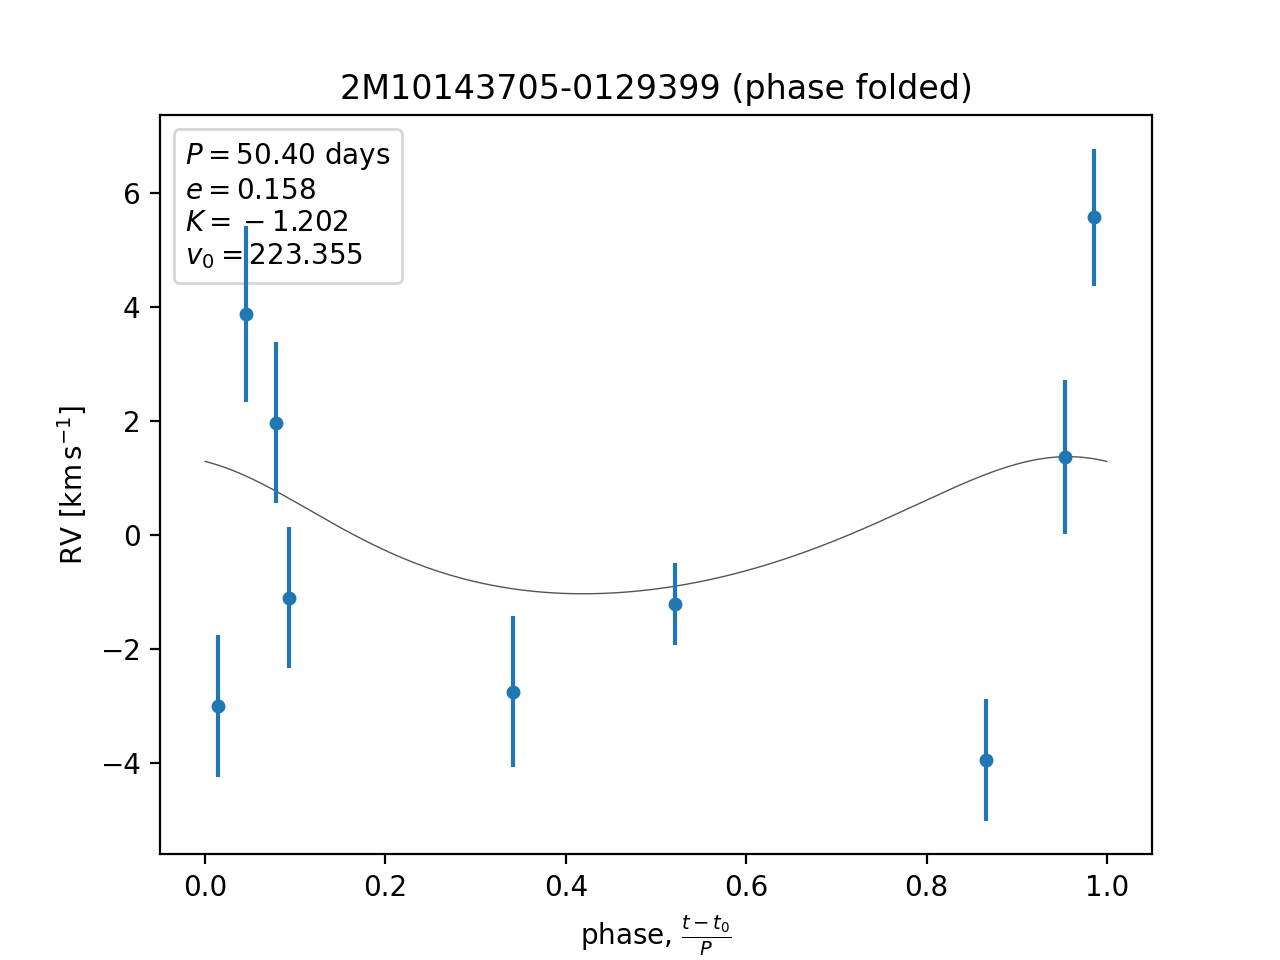 2M10143705-0129399 (phase folded)
P = 50.40 days
e = 0.158
K = −1.202
v₀ = 223.355
6
4
2
0
−2
−4
RV [km s⁻¹]
0.0 0.2 0.4 0.6 0.8 1.0
phase, (t − t₀)/P